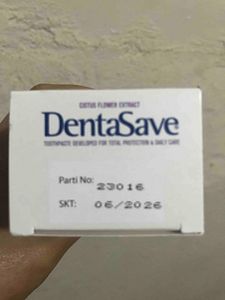 CISTUS FLOWER EXTRACT
DentaSave
TOOTHPASTE DEVELOPED FOR TOTAL PROTECTION & DAILY CARE
Parti No: 23016
SKT: 06/2026